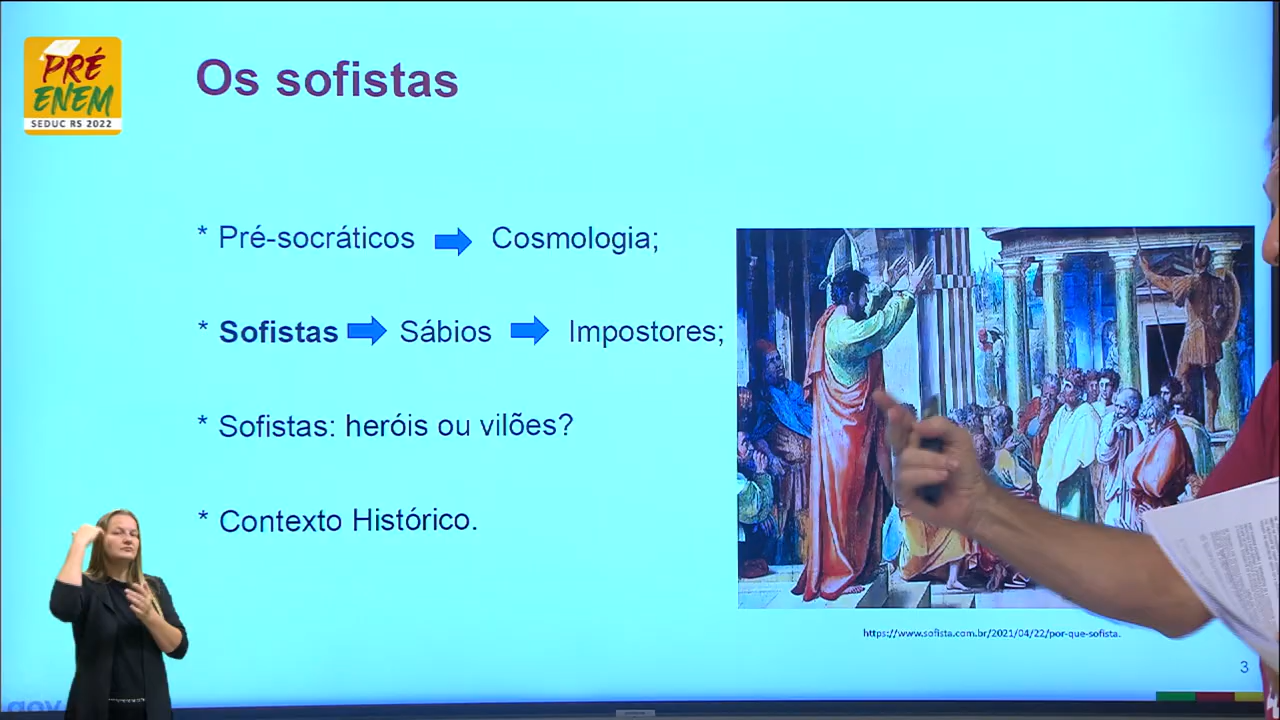 PRÉ
ENEM
SEDUC RS 2022
Os sofistas
* Pré-socráticos Cosmologia;
* Sofistas Sábios Impostores;
* Sofistas: heróis ou vilões?
* Contexto Histórico.
https://www.sofista.com.br/2021/04/22/por-que-sofista.
3
gov